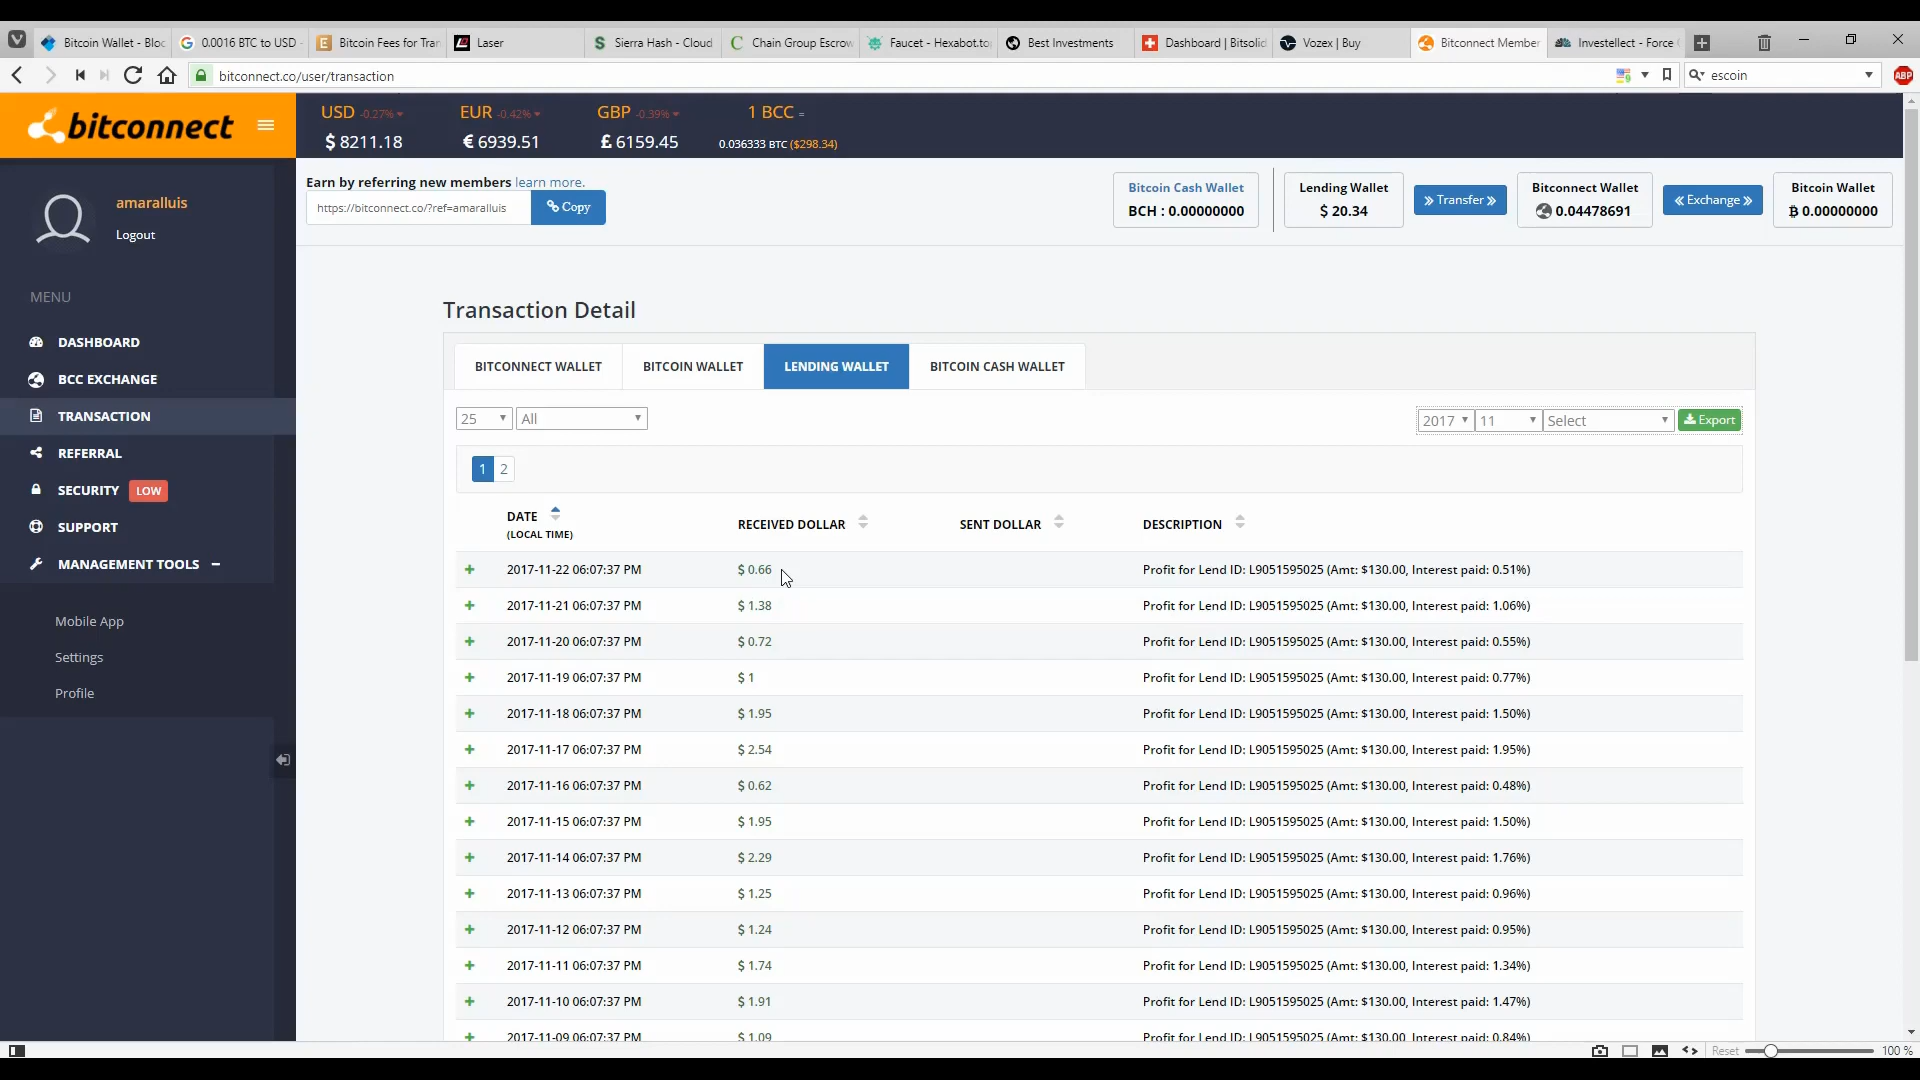 Bitcoin Wallet - Bloc
0.0016 BTC to USD -
Bitcoin Fees for Tran
Laser
Sierra Hash - Cloud
Chain Group Escrow
Faucet - Hexabot.to
Best Investments
Dashboard | Bitsolid
Vozex | Buy
Bitconnect Member
Investellect - Force
bitconnect.co/user/transaction
escoin
ABP
bitconnect
USD -0.27%
EUR -0.42%
GBP -0.39%
1 BCC =
$ 8211.18
€ 6939.51
£ 6159.45
0.036333 BTC ($298.34)
amaralluis
Logout
Earn by referring new members learn more.
https://bitconnect.co/?ref=amaralluis
Copy
Bitcoin Cash Wallet
BCH : 0.00000000
Lending Wallet
$ 20.34
Transfer
Bitconnect Wallet
0.04478691
Exchange
Bitcoin Wallet
0.00000000
MENU
DASHBOARD
BCC EXCHANGE
TRANSACTION
REFERRAL
SECURITY LOW
SUPPORT
MANAGEMENT TOOLS
Mobile App
Settings
Profile
Transaction Detail
BITCONNECT WALLET
BITCOIN WALLET
LENDING WALLET
BITCOIN CASH WALLET
25 All
2017 11 Select Export
1 2
DATE (LOCAL TIME) RECEIVED DOLLAR SENT DOLLAR DESCRIPTION
2017-11-22 06:07:37 PM $ 0.66 Profit for Lend ID: L9051595025 (Amt: $130.00, Interest paid: 0.51%)
2017-11-21 06:07:37 PM $ 1.38 Profit for Lend ID: L9051595025 (Amt: $130.00, Interest paid: 1.06%)
2017-11-20 06:07:37 PM $ 0.72 Profit for Lend ID: L9051595025 (Amt: $130.00, Interest paid: 0.55%)
2017-11-19 06:07:37 PM $ 1 Profit for Lend ID: L9051595025 (Amt: $130.00, Interest paid: 0.77%)
2017-11-18 06:07:37 PM $ 1.95 Profit for Lend ID: L9051595025 (Amt: $130.00, Interest paid: 1.50%)
2017-11-17 06:07:37 PM $ 2.54 Profit for Lend ID: L9051595025 (Amt: $130.00, Interest paid: 1.95%)
2017-11-16 06:07:37 PM $ 0.62 Profit for Lend ID: L9051595025 (Amt: $130.00, Interest paid: 0.48%)
2017-11-15 06:07:37 PM $ 1.95 Profit for Lend ID: L9051595025 (Amt: $130.00, Interest paid: 1.50%)
2017-11-14 06:07:37 PM $ 2.29 Profit for Lend ID: L9051595025 (Amt: $130.00, Interest paid: 1.76%)
2017-11-13 06:07:37 PM $ 1.25 Profit for Lend ID: L9051595025 (Amt: $130.00, Interest paid: 0.96%)
2017-11-12 06:07:37 PM $ 1.24 Profit for Lend ID: L9051595025 (Amt: $130.00, Interest paid: 0.95%)
2017-11-11 06:07:37 PM $ 1.74 Profit for Lend ID: L9051595025 (Amt: $130.00, Interest paid: 1.34%)
2017-11-10 06:07:37 PM $ 1.91 Profit for Lend ID: L9051595025 (Amt: $130.00, Interest paid: 1.47%)
2017-11-09 06:07:37 PM $ 1.09 Profit for Lend ID: L9051595025 (Amt: $130.00, Interest paid: 0.84%)
Reset 100 %